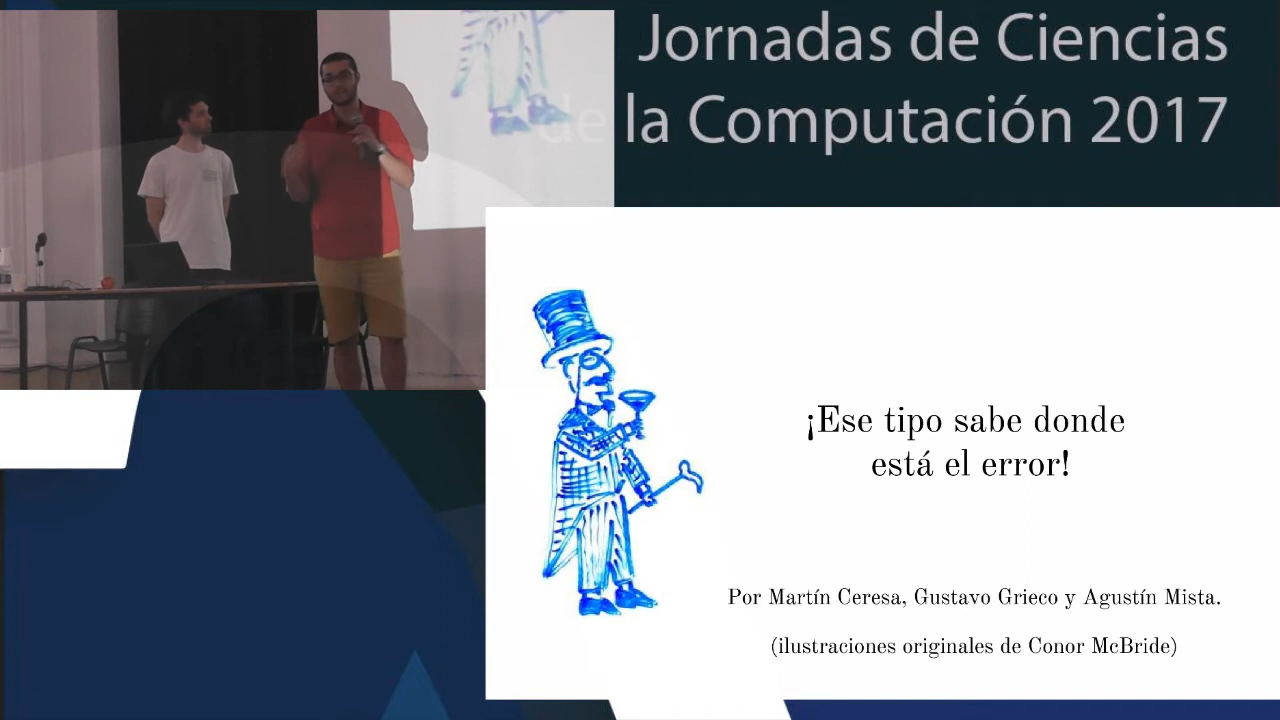 Jornadas de Ciencias
de la Computación 2017
¡Ese tipo sabe donde
está el error!
Por Martín Ceresa, Gustavo Grieco y Agustín Mista.
(ilustraciones originales de Conor McBride)